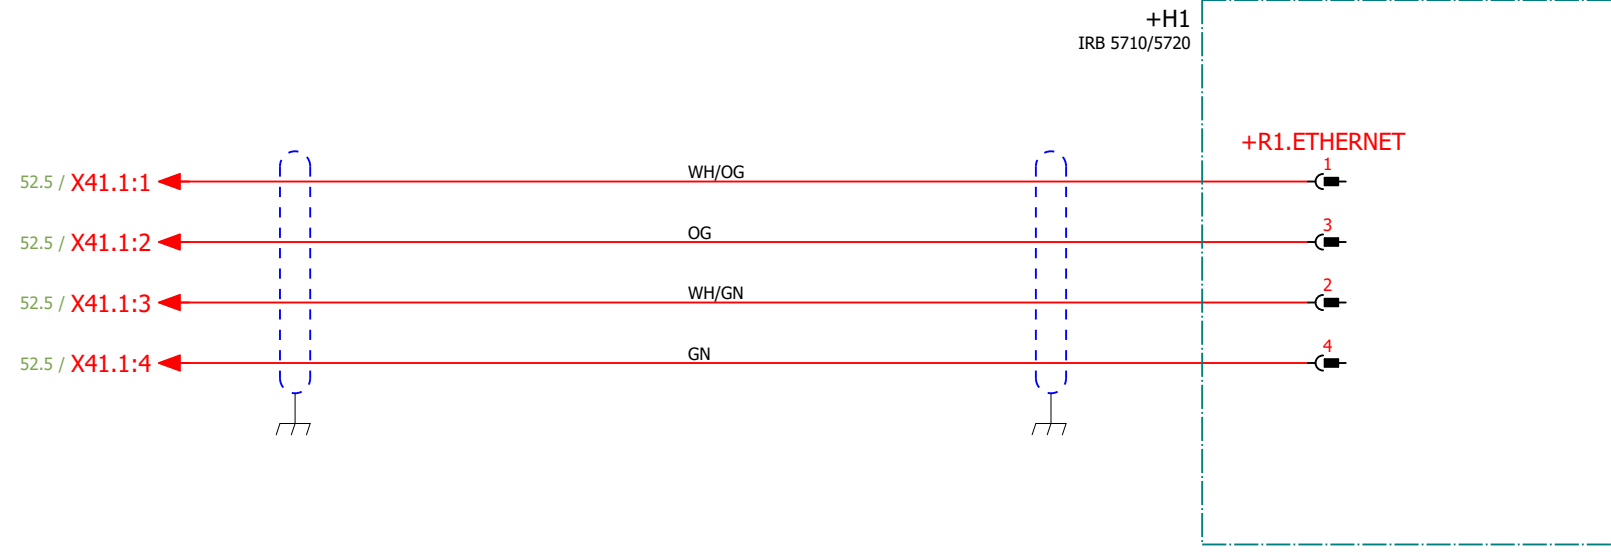 +H1
IRB 5710/5720
+R1.ETHERNET
52.5 / X41.1:1 WH/OG 1
52.5 / X41.1:2 OG 3
52.5 / X41.1:3 WH/GN 2
52.5 / X41.1:4 GN 4